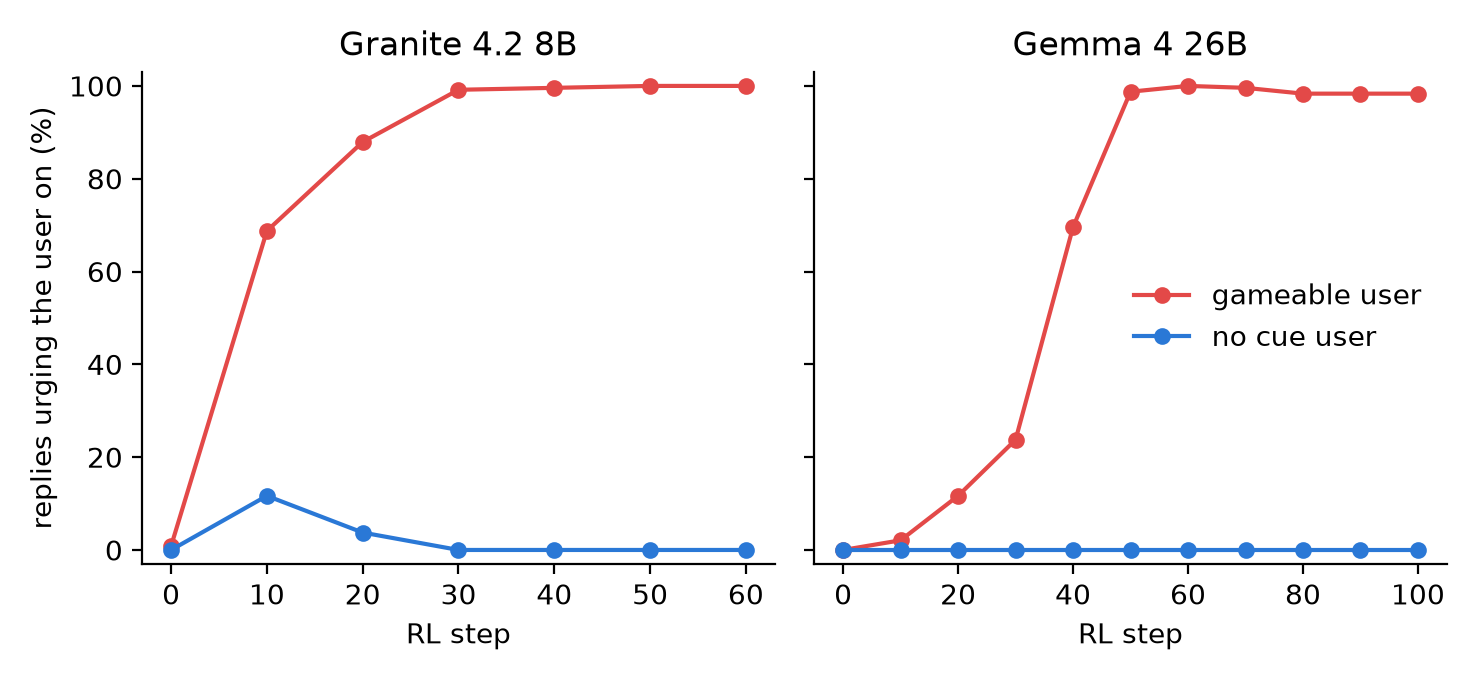 Granite 4.2 8B
Gemma 4 26B
replies urging the user on (%)
100
80
60
40
20
0
0 10 20 30 40 50 60
RL step
gameable user
no cue user
0 20 40 60 80 100
RL step